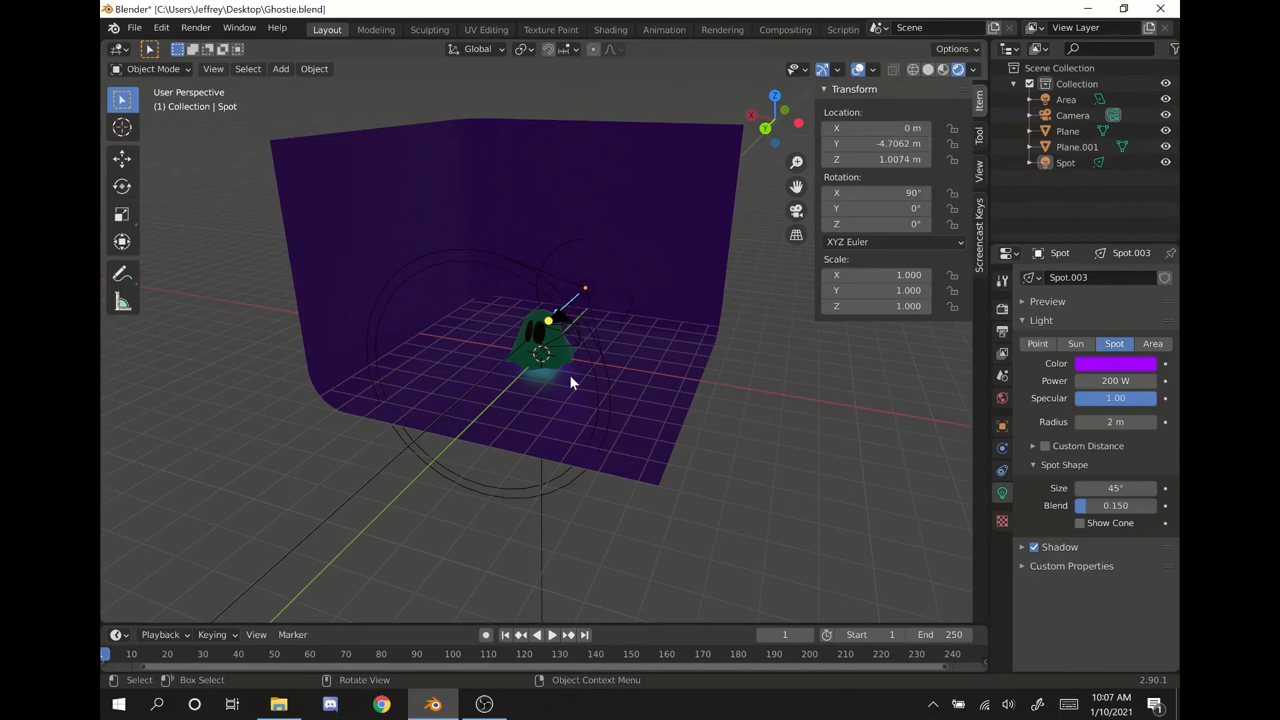 Blender* [C:\Users\Jeffrey\Desktop\Ghostie.blend]
File Edit Render Window Help Layout Modeling Sculpting UV Editing Texture Paint Shading Animation Rendering Compositing Scriptin Scene View Layer
Global Options
Object Mode View Select Add Object
User Perspective
(1) Collection | Spot
Z
X
Y
Transform
Location:
X 0 m
Y -4.7062 m
Z 1.0074 m
Rotation:
X 90°
Y 0°
Z 0°
XYZ Euler
Scale:
X 1.000
Y 1.000
Z 1.000
Item
Tool
View
Screencast Keys
Scene Collection
Collection
Area
Camera
Plane
Plane.001
Spot
Spot Spot.003
Spot.003
Preview
Light
Point Sun Spot Area
Color
Power 200 W
Specular 1.00
Radius 2 m
Custom Distance
Spot Shape
Size 45°
Blend 0.150
Show Cone
Shadow
Custom Properties
Playback Keying View Marker 1 Start 1 End 250
10 20 30 40 50 60 70 80 90 100 110 120 130 140 150 160 170 180 190 200 210 220 230 240
Select Box Select Rotate View Object Context Menu 2.90.1
10:07 AM
1/10/2021
1